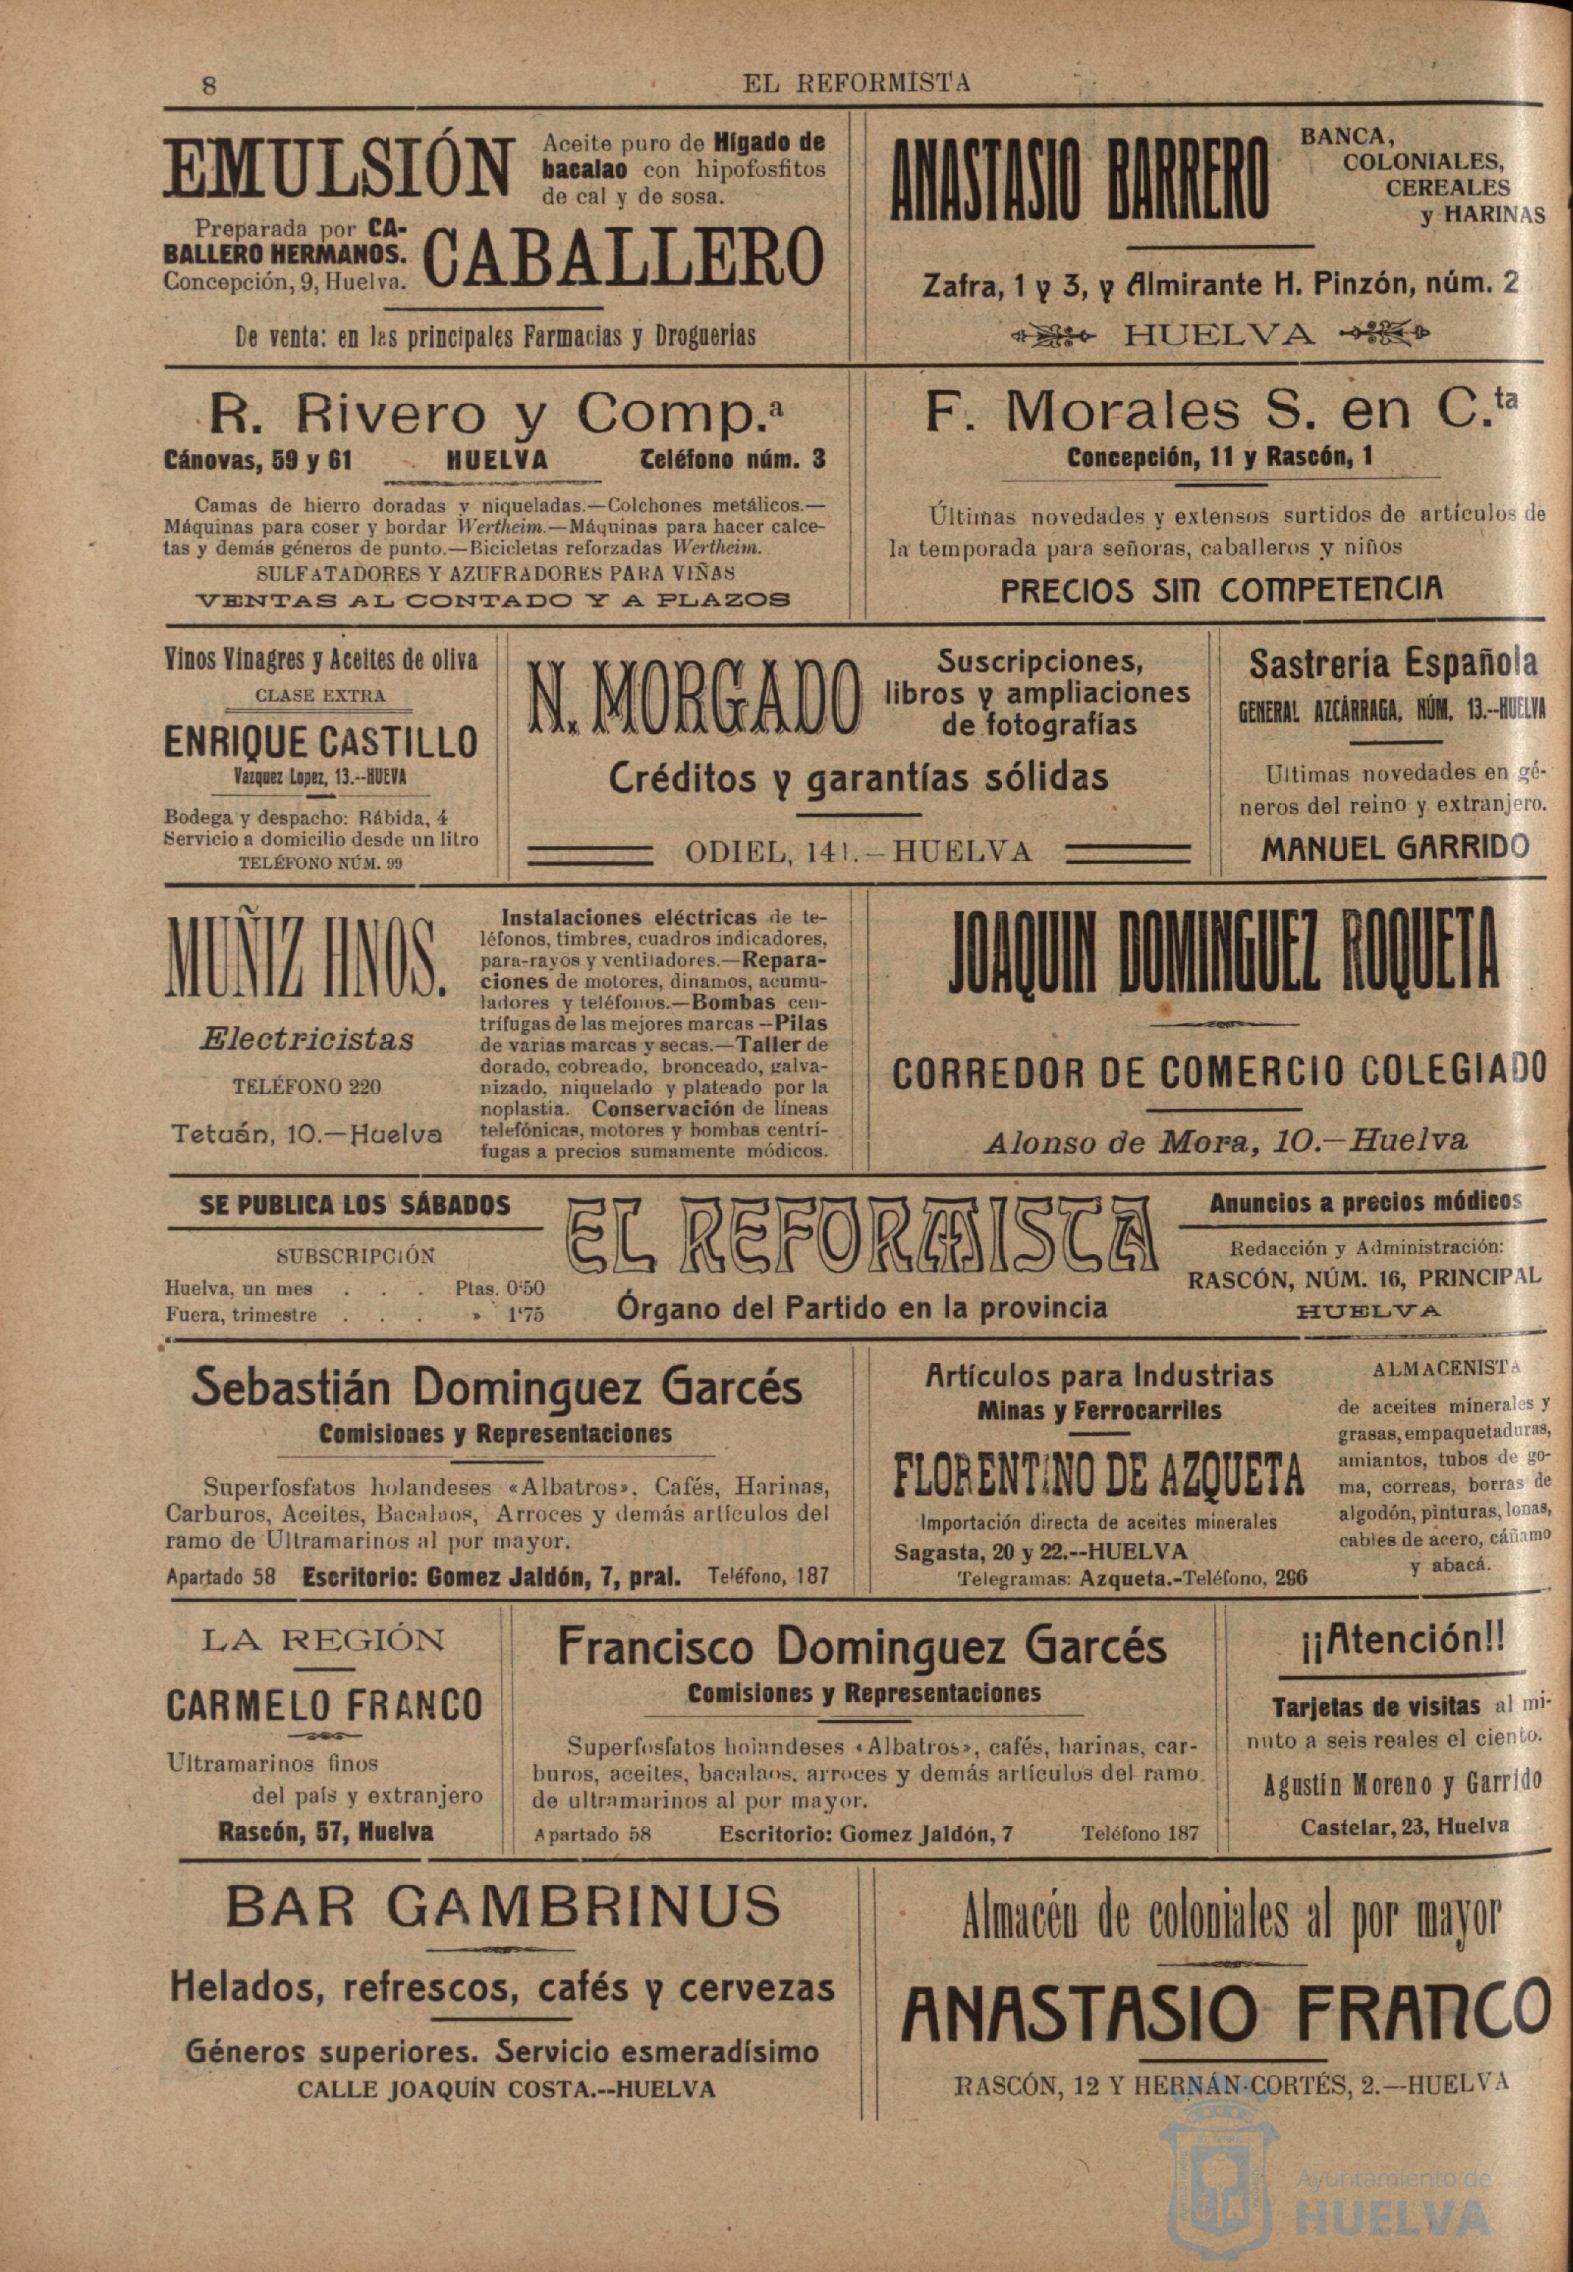 8
EL REFORMISTA
EMULSIÓN
Aceite puro de Hígado de
bacalao con hipofosfitos
de cal y de sosa.
Preparada por CA-
BALLERO HERMANOS.
Concepción, 9, Huelva.
CABALLERO
De venta: en las principales Farmacias y Droguerias
ANASTASIO BARRERO
BANCA,
COLONIALES,
CEREALES
y HARINAS
Zafra, 1 y 3, y Almirante H. Pinzón, núm. 2
HUELVA
R. Rivero y Comp.ª
Cánovas, 59 y 61 HUELVA Teléfono núm. 3
Camas de hierro doradas y niqueladas.—Colchones metálicos.—
Máquinas para coser y bordar Wertheim.—Máquinas para hacer calce-
tas y demás géneros de punto.—Bicicletas reforzadas Wertheim.
SULFATADORES Y AZUFRADORES PARA VIÑAS
VENTAS AL CONTADO Y A PLAZOS
F. Morales S. en C.ta
Concepción, 11 y Rascón, 1
Últimas novedades y extensos surtidos de artículos de
la temporada para señoras, caballeros y niños
PRECIOS SIN COMPETENCIA
Vinos Vinagres y Aceites de oliva
CLASE EXTRA
ENRIQUE CASTILLO
Vazquez Lopez, 13.--HUEVA
Bodega y despacho: Rábida, 4
Servicio a domicilio desde un litro
TELÉFONO NÚM. 99
N. MORGADO
Suscripciones,
libros y ampliaciones
de fotografías
Créditos y garantías sólidas
ODIEL, 141.—HUELVA
Sastrería Española
GENERAL AZCÁRRAGA, NÚM, 13.--HUELVA
Ultimas novedades en gé-
neros del reino y extranjero.
MANUEL GARRIDO
MUÑIZ HNOS.
Electricistas
TELÉFONO 220
Tetuán, 10.—Huelva
Instalaciones eléctricas de te-
léfonos, timbres, cuadros indicadores,
para-rayos y ventiladores.—Repara-
ciones de motores, dinamos, acumu-
ladores y teléfonos.—Bombas cen-
trífugas de las mejores marcas—Pilas
de varias marcas y secas.—Taller de
dorado, cobreado, bronceado, galva-
nizado, niquelado y plateado por la
noplastia. Conservación de líneas
telefónicas, motores y bombas centrí-
fugas a precios sumamente módicos.
JOAQUIN DOMINGUEZ ROQUETA
CORREDOR DE COMERCIO COLEGIADO
Alonso de Mora, 10.—Huelva
SE PUBLICA LOS SÁBADOS
SUBSCRIPCIÓN
Huelva, un mes . . . Ptas. 0'50
Fuera, trimestre . . . » 1'75
EL REFORMISTA
Órgano del Partido en la provincia
Anuncios a precios módicos
Redacción y Administración:
RASCÓN, NÚM. 16, PRINCIPAL
HUELVA
Sebastián Dominguez Garcés
Comisiones y Representaciones
Superfosfatos holandeses «Albatros», Cafés, Harinas,
Carburos, Aceites, Bacalaos, Arroces y demás artículos del
ramo de Ultramarinos al por mayor.
Apartado 58 Escritorio: Gomez Jaldón, 7, pral. Teléfono, 187
Artículos para Industrias
Minas y Ferrocarriles
FLORENTINO DE AZQUETA
Importación directa de aceites minerales
Sagasta, 20 y 22.--HUELVA
Telegramas: Azqueta.-Teléfono, 296
ALMACENISTA
de aceites minerales y
grasas, empaquetaduras,
amiantos, tubos de go-
ma, correas, borras de
algodón, pinturas, lonas,
cables de acero, cáñamo
y abacá.
LA REGIÓN
CARMELO FRANCO
Ultramarinos finos
del país y extranjero
Rascón, 57, Huelva
Francisco Dominguez Garcés
Comisiones y Representaciones
Superfosfatos holandeses «Albatros», cafés, harinas, car-
buros, aceites, bacalaos, arroces y demás artículos del ramo
de ultramarinos al por mayor.
Apartado 58 Escritorio: Gomez Jaldón, 7 Teléfono 187
¡¡Atención!!
Tarjetas de visitas al mi-
nuto a seis reales el ciento.
Agustín Moreno y Garrido
Castelar, 23, Huelva
BAR GAMBRINUS
Helados, refrescos, cafés y cervezas
Géneros superiores. Servicio esmeradísimo
CALLE JOAQUÍN COSTA.--HUELVA
Almacén de coloniales al por mayor
ANASTASIO FRANCO
RASCÓN, 12 Y HERNÁN-CORTÉS, 2.—HUELVA
Ayuntamiento de
HUELVA